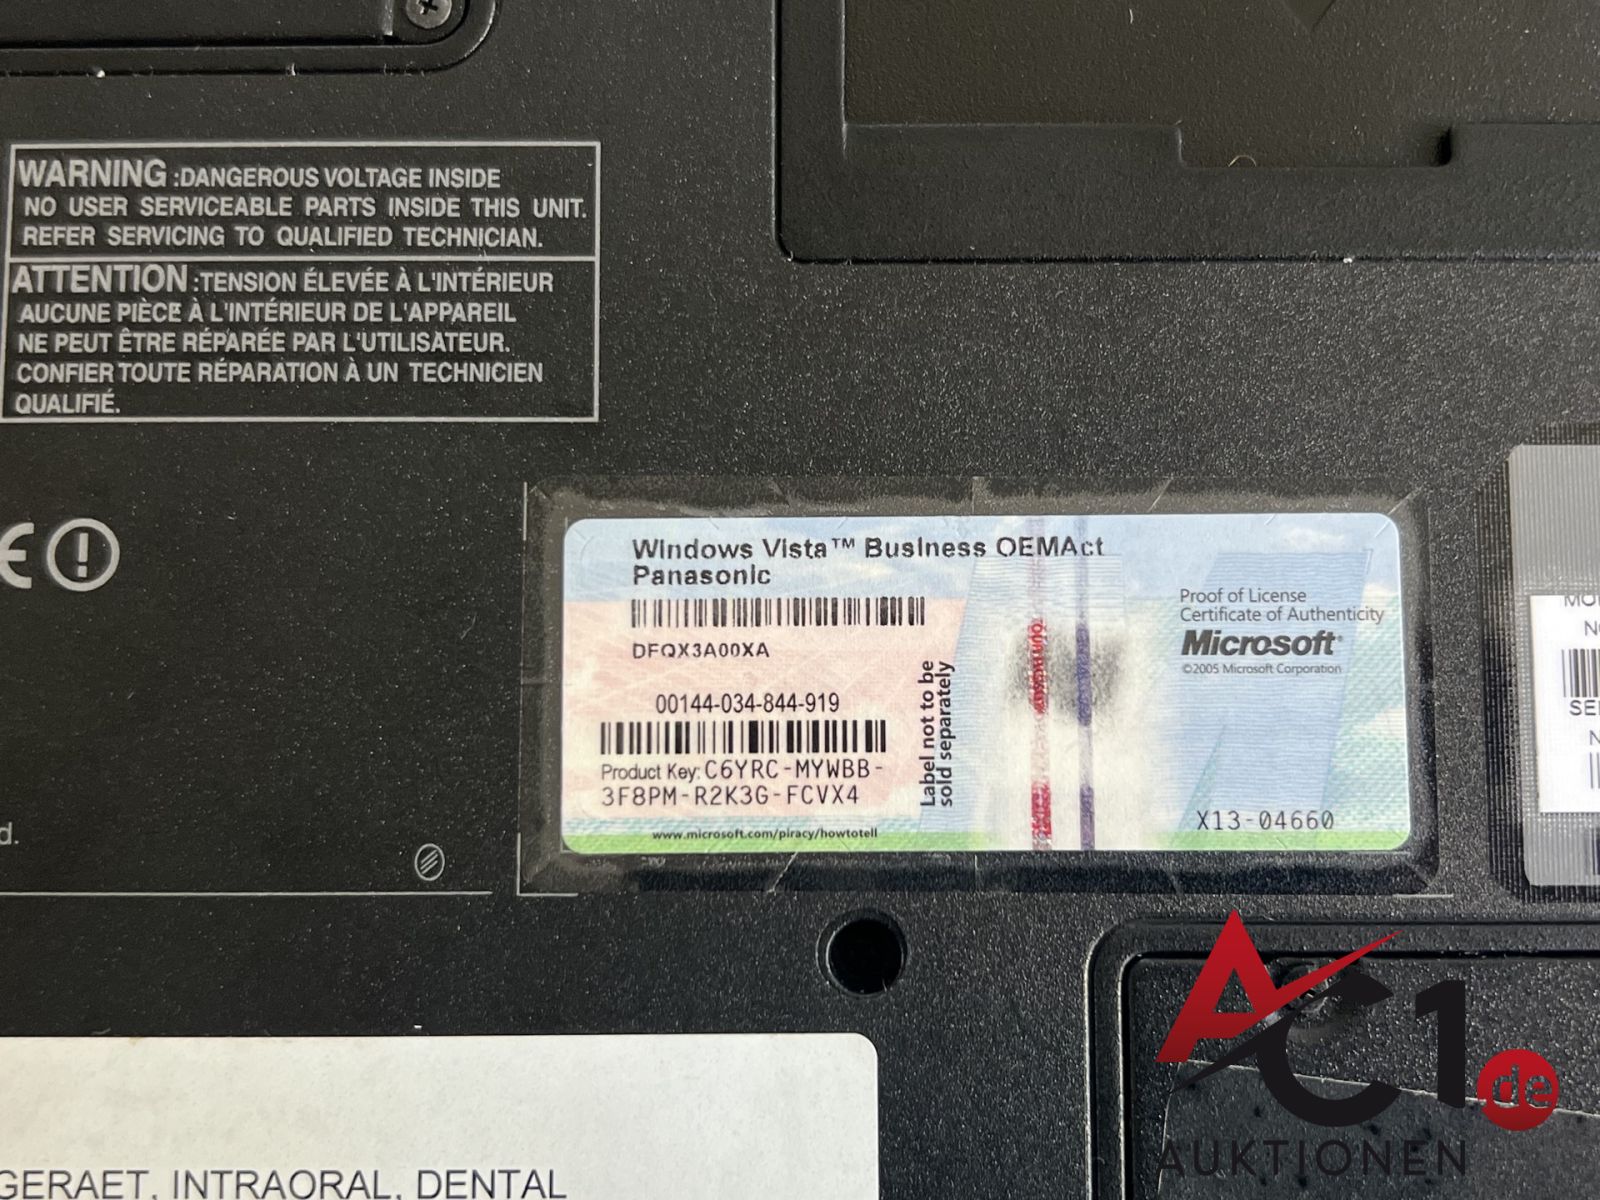 WARNING :DANGEROUS VOLTAGE INSIDE
NO USER SERVICEABLE PARTS INSIDE THIS UNIT.
REFER SERVICING TO QUALIFIED TECHNICIAN.
ATTENTION :TENSION ÉLEVÉE À L'INTÉRIEUR
AUCUNE PIÈCE À L'INTÉRIEUR DE L'APPAREIL
NE PEUT ÊTRE RÉPARÉE PAR L'UTILISATEUR.
CONFIER TOUTE RÉPARATION À UN TECHNICIEN
QUALIFIÉ.
CE
Windows Vista™ Business OEMAct
Panasonic
DFQX3A00XA
00144-034-844-919
Product Key: C6YRC-MYWBB-
3F8PM-R2K3G-FCVX4
www.microsoft.com/piracy/howtotell
Label not to be
sold separately
Proof of License
Certificate of Authenticity
Microsoft®
©2005 Microsoft Corporation
X13-04660
GERAET, INTRAORAL, DENTAL
AC1.de
AUKTIONEN